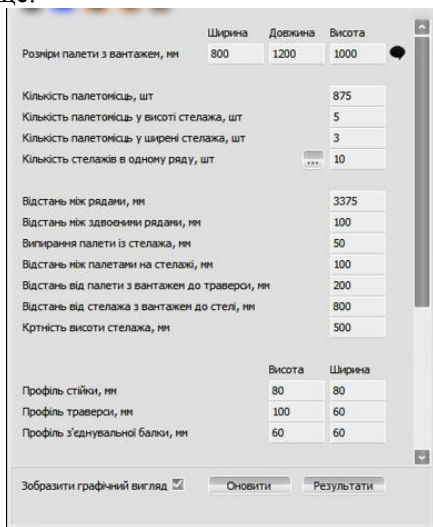 ще.
Ширина Довжина Висота
Розміри палети з вантажем, мм 800 1200 1000
Кількість палетомісць, шт 875
Кількість палетомісць у висоті стелажа, шт 5
Кількість палетомісць у ширені стелажа, шт 3
Кількість стелажів в одному ряду, шт ... 10
Відстань між рядами, мм 3375
Відстань між здвоєними рядами, мм 100
Випирання палети із стелажа, мм 50
Відстань між палетами на стелажі, мм 100
Відстань від палети з вантажем до траверси, мм 200
Відстань від стелажа з вантажем до стелі, мм 800
Кртність висоти стелажа, мм 500
Висота Ширина
Профіль стійки, мм 80 80
Профіль траверси, мм 100 60
Профіль з'єднувальної балки, мм 60 60
Зобразити графічний вигляд Оновити Результати